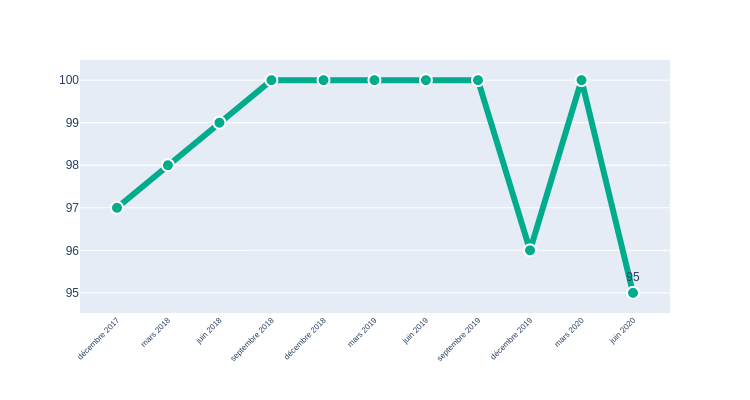 100
99
98
97
96
95
95
décembre 2017
mars 2018
juin 2018
septembre 2018
décembre 2018
mars 2019
juin 2019
septembre 2019
décembre 2019
mars 2020
juin 2020